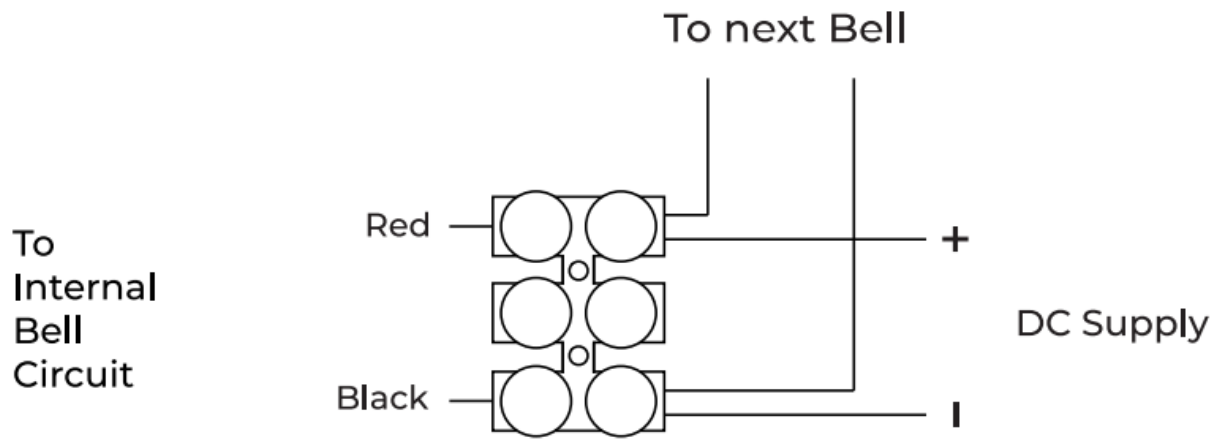 To next Bell
Red
+
To
Internal
Bell
Circuit
DC Supply
Black
-